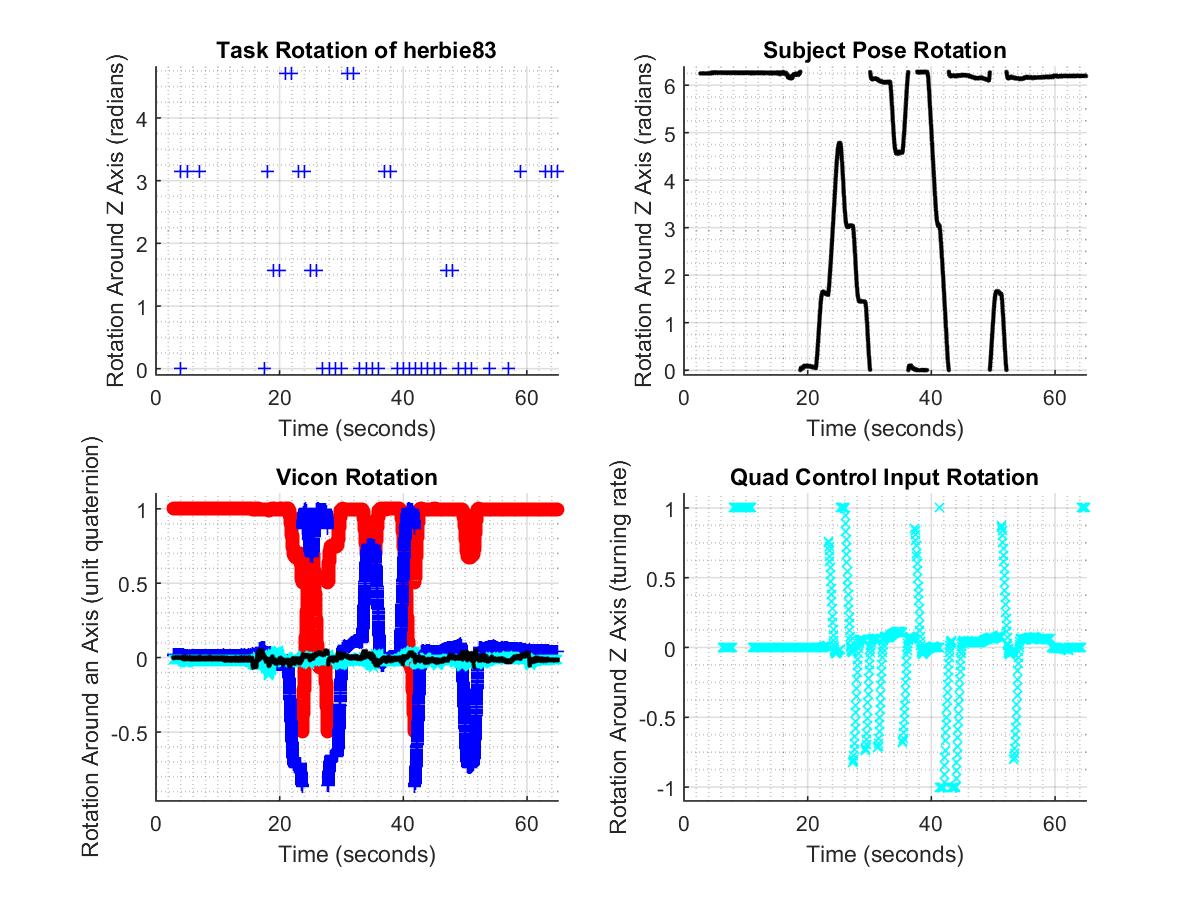 Task Rotation of herbie83
Rotation Around Z Axis (radians)
4
3
2
1
0
0 20 40 60
Time (seconds)
Subject Pose Rotation
Rotation Around Z Axis (radians)
6
5
4
3
2
1
0
0 20 40 60
Time (seconds)
Vicon Rotation
Rotation Around an Axis (unit quaternion)
1
0.5
0
-0.5
0 20 40 60
Time (seconds)
Quad Control Input Rotation
Rotation Around Z Axis (turning rate)
1
0.5
0
-0.5
-1
0 20 40 60
Time (seconds)